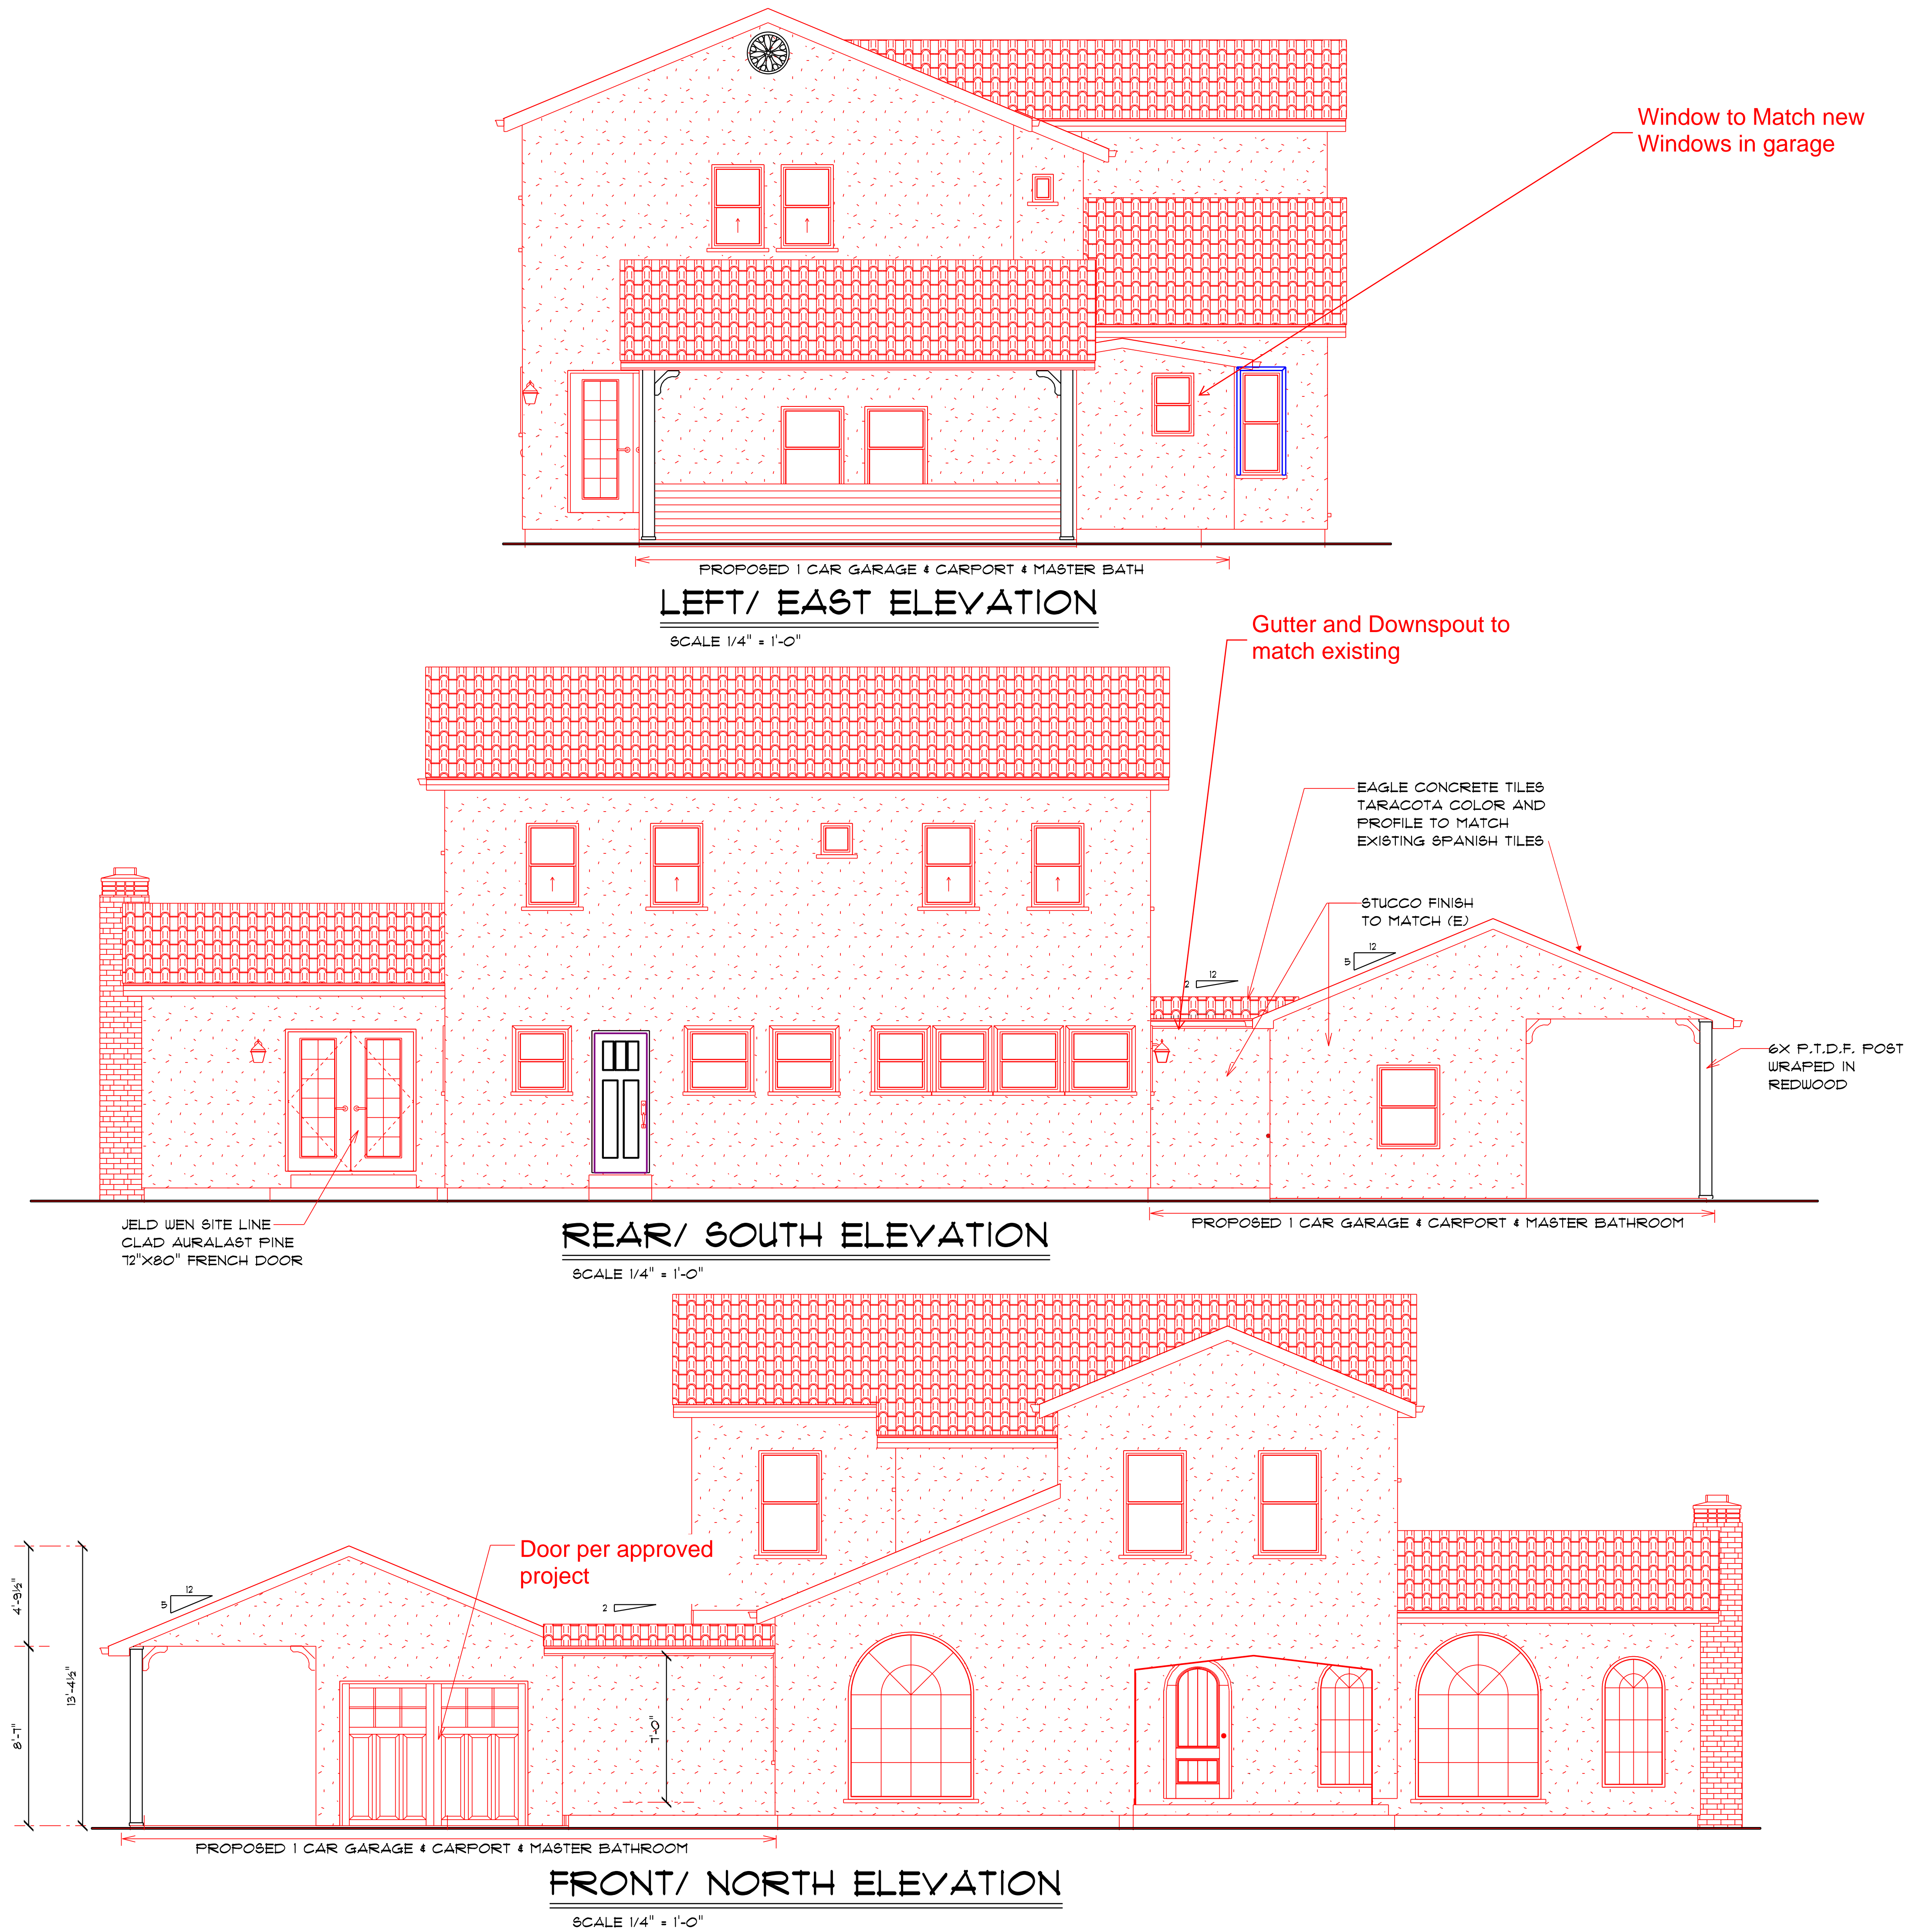 Window to Match new
Windows in garage
PROPOSED 1 CAR GARAGE & CARPORT & MASTER BATH
LEFT/ EAST ELEVATION
SCALE 1/4" = 1'-0"
Gutter and Downspout to
match existing
EAGLE CONCRETE TILES
TARACOTA COLOR AND
PROFILE TO MATCH
EXISTING SPANISH TILES
STUCCO FINISH
TO MATCH (E)
12
5
12
2
6X P.T.D.F. POST
WRAPED IN
REDWOOD
JELD WEN SITE LINE
CLAD AURALAST PINE
72"X80" FRENCH DOOR
PROPOSED 1 CAR GARAGE & CARPORT & MASTER BATHROOM
REAR/ SOUTH ELEVATION
SCALE 1/4" = 1'-0"
Door per approved
project
12
5
2
4'-9½"
13'-4½"
8'-7"
7'-0"
PROPOSED 1 CAR GARAGE & CARPORT & MASTER BATHROOM
FRONT/ NORTH ELEVATION
SCALE 1/4" = 1'-0"